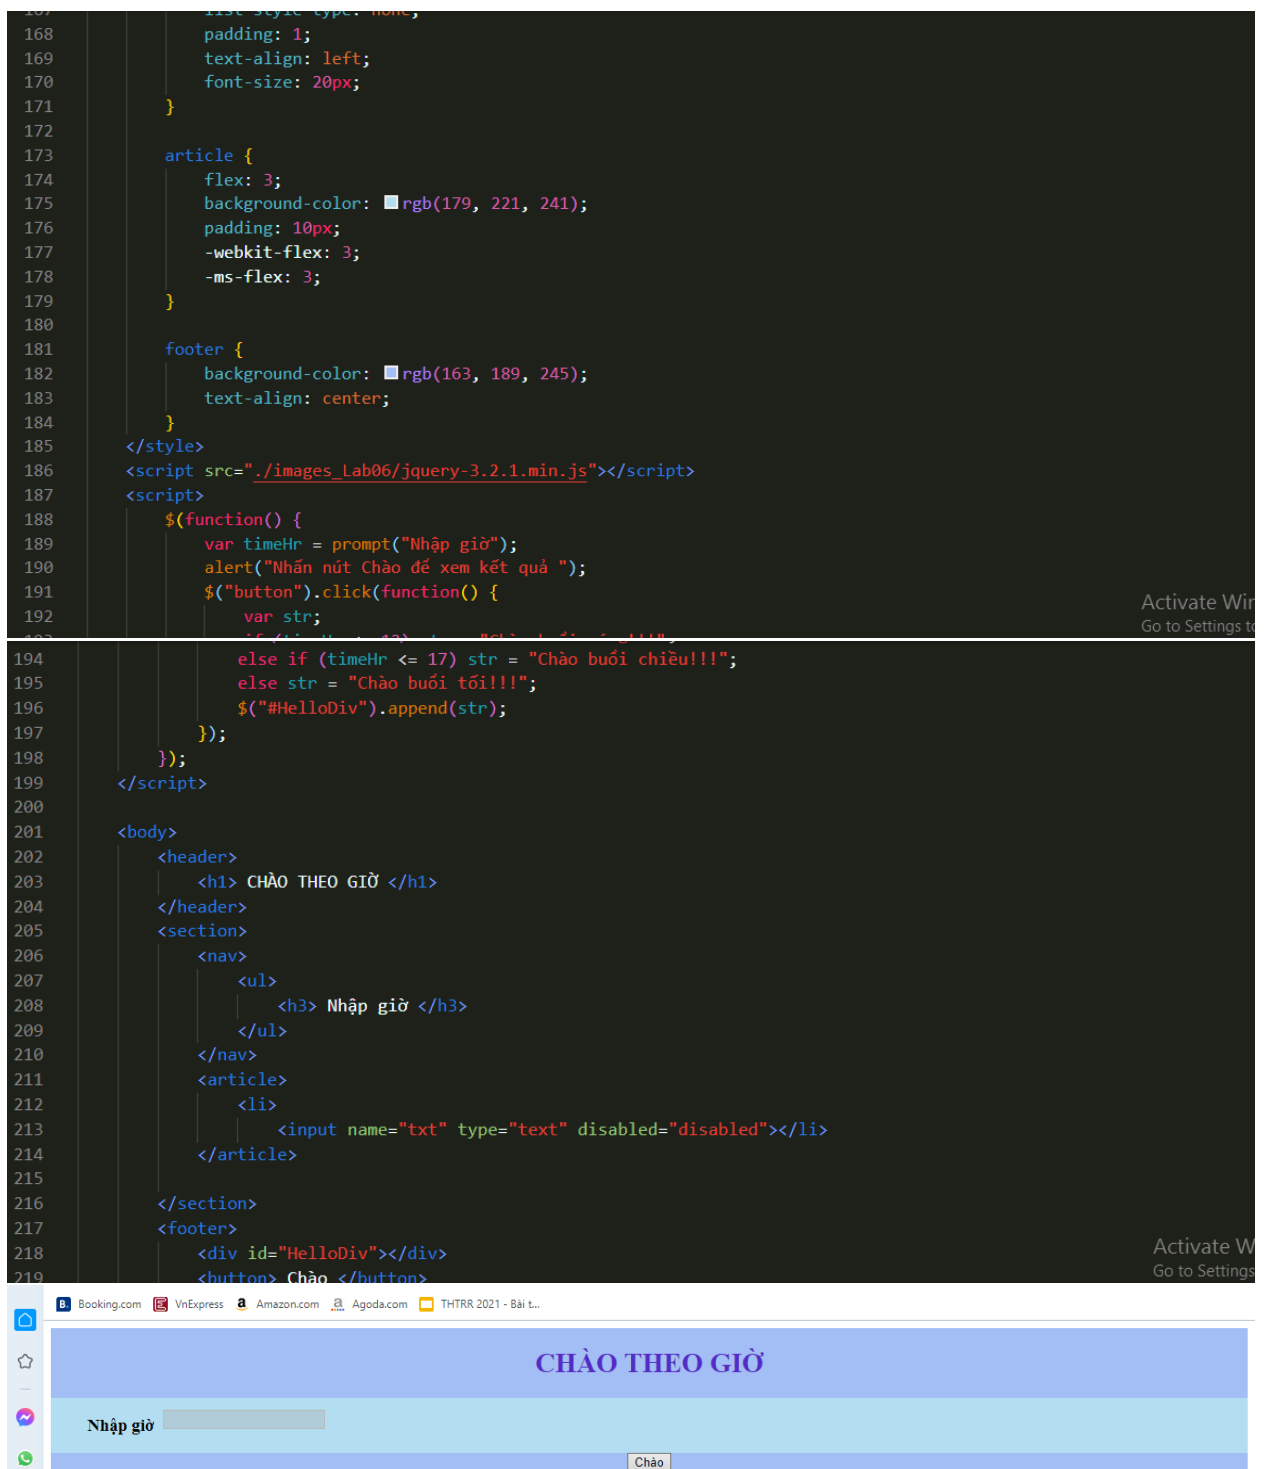 168 padding: 1;
169 text-align: left;
170 font-size: 20px;
171 }
172
173 article {
174 flex: 3;
175 background-color: rgb(179, 221, 241);
176 padding: 10px;
177 -webkit-flex: 3;
178 -ms-flex: 3;
179 }
180
181 footer {
182 background-color: rgb(163, 189, 245);
183 text-align: center;
184 }
185 </style>
186 <script src="./images_Lab06/jquery-3.2.1.min.js"></script>
187 <script>
188 $(function() {
189 var timeHr = prompt("Nhập giờ");
190 alert("Nhấn nút Chào để xem kết quả ");
191 $("button").click(function() {
192 var str;
Activate Win
Go to Settings to
194 else if (timeHr <= 17) str = "Chào buổi chiều!!!";
195 else str = "Chào buổi tối!!!";
196 $("#HelloDiv").append(str);
197 });
198 });
199 </script>
200
201 <body>
202 <header>
203 <h1> CHÀO THEO GIỜ </h1>
204 </header>
205 <section>
206 <nav>
207 <ul>
208 <h3> Nhập giờ </h3>
209 </ul>
210 </nav>
211 <article>
212 <li>
213 <input name="txt" type="text" disabled="disabled"></li>
214 </article>
215
216 </section>
217 <footer>
218 <div id="HelloDiv"></div>
219 <button> Chào </button>
Activate W
Go to Settings
B. Booking.com VnExpress a Amazon.com a Agoda.com THTRR 2021 - Bài t...
CHÀO THEO GIỜ
Nhập giờ
Chào